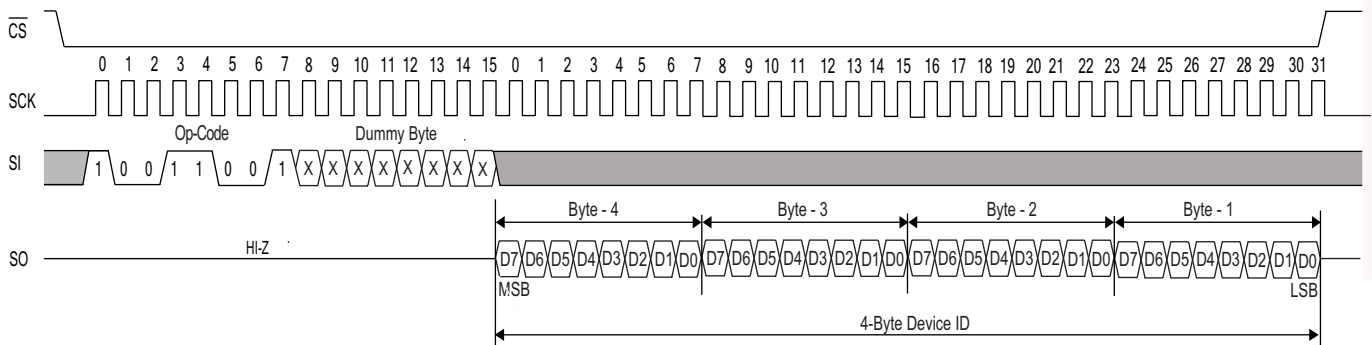 CS
0 1 2 3 4 5 6 7 8 9 10 11 12 13 14 15 0 1 2 3 4 5 6 7 8 9 10 11 12 13 14 15 16 17 18 19 20 21 22 23 24 25 26 27 28 29 30 31
SCK
Op-Code Dummy Byte
SI 1 0 0 1 1 0 0 1 X X X X X X X X
Byte - 4 Byte - 3 Byte - 2 Byte - 1
SO HI-Z D7 D6 D5 D4 D3 D2 D1 D0 D7 D6 D5 D4 D3 D2 D1 D0 D7 D6 D5 D4 D3 D2 D1 D0 D7 D6 D5 D4 D3 D2 D1 D0
MSB LSB
4-Byte Device ID